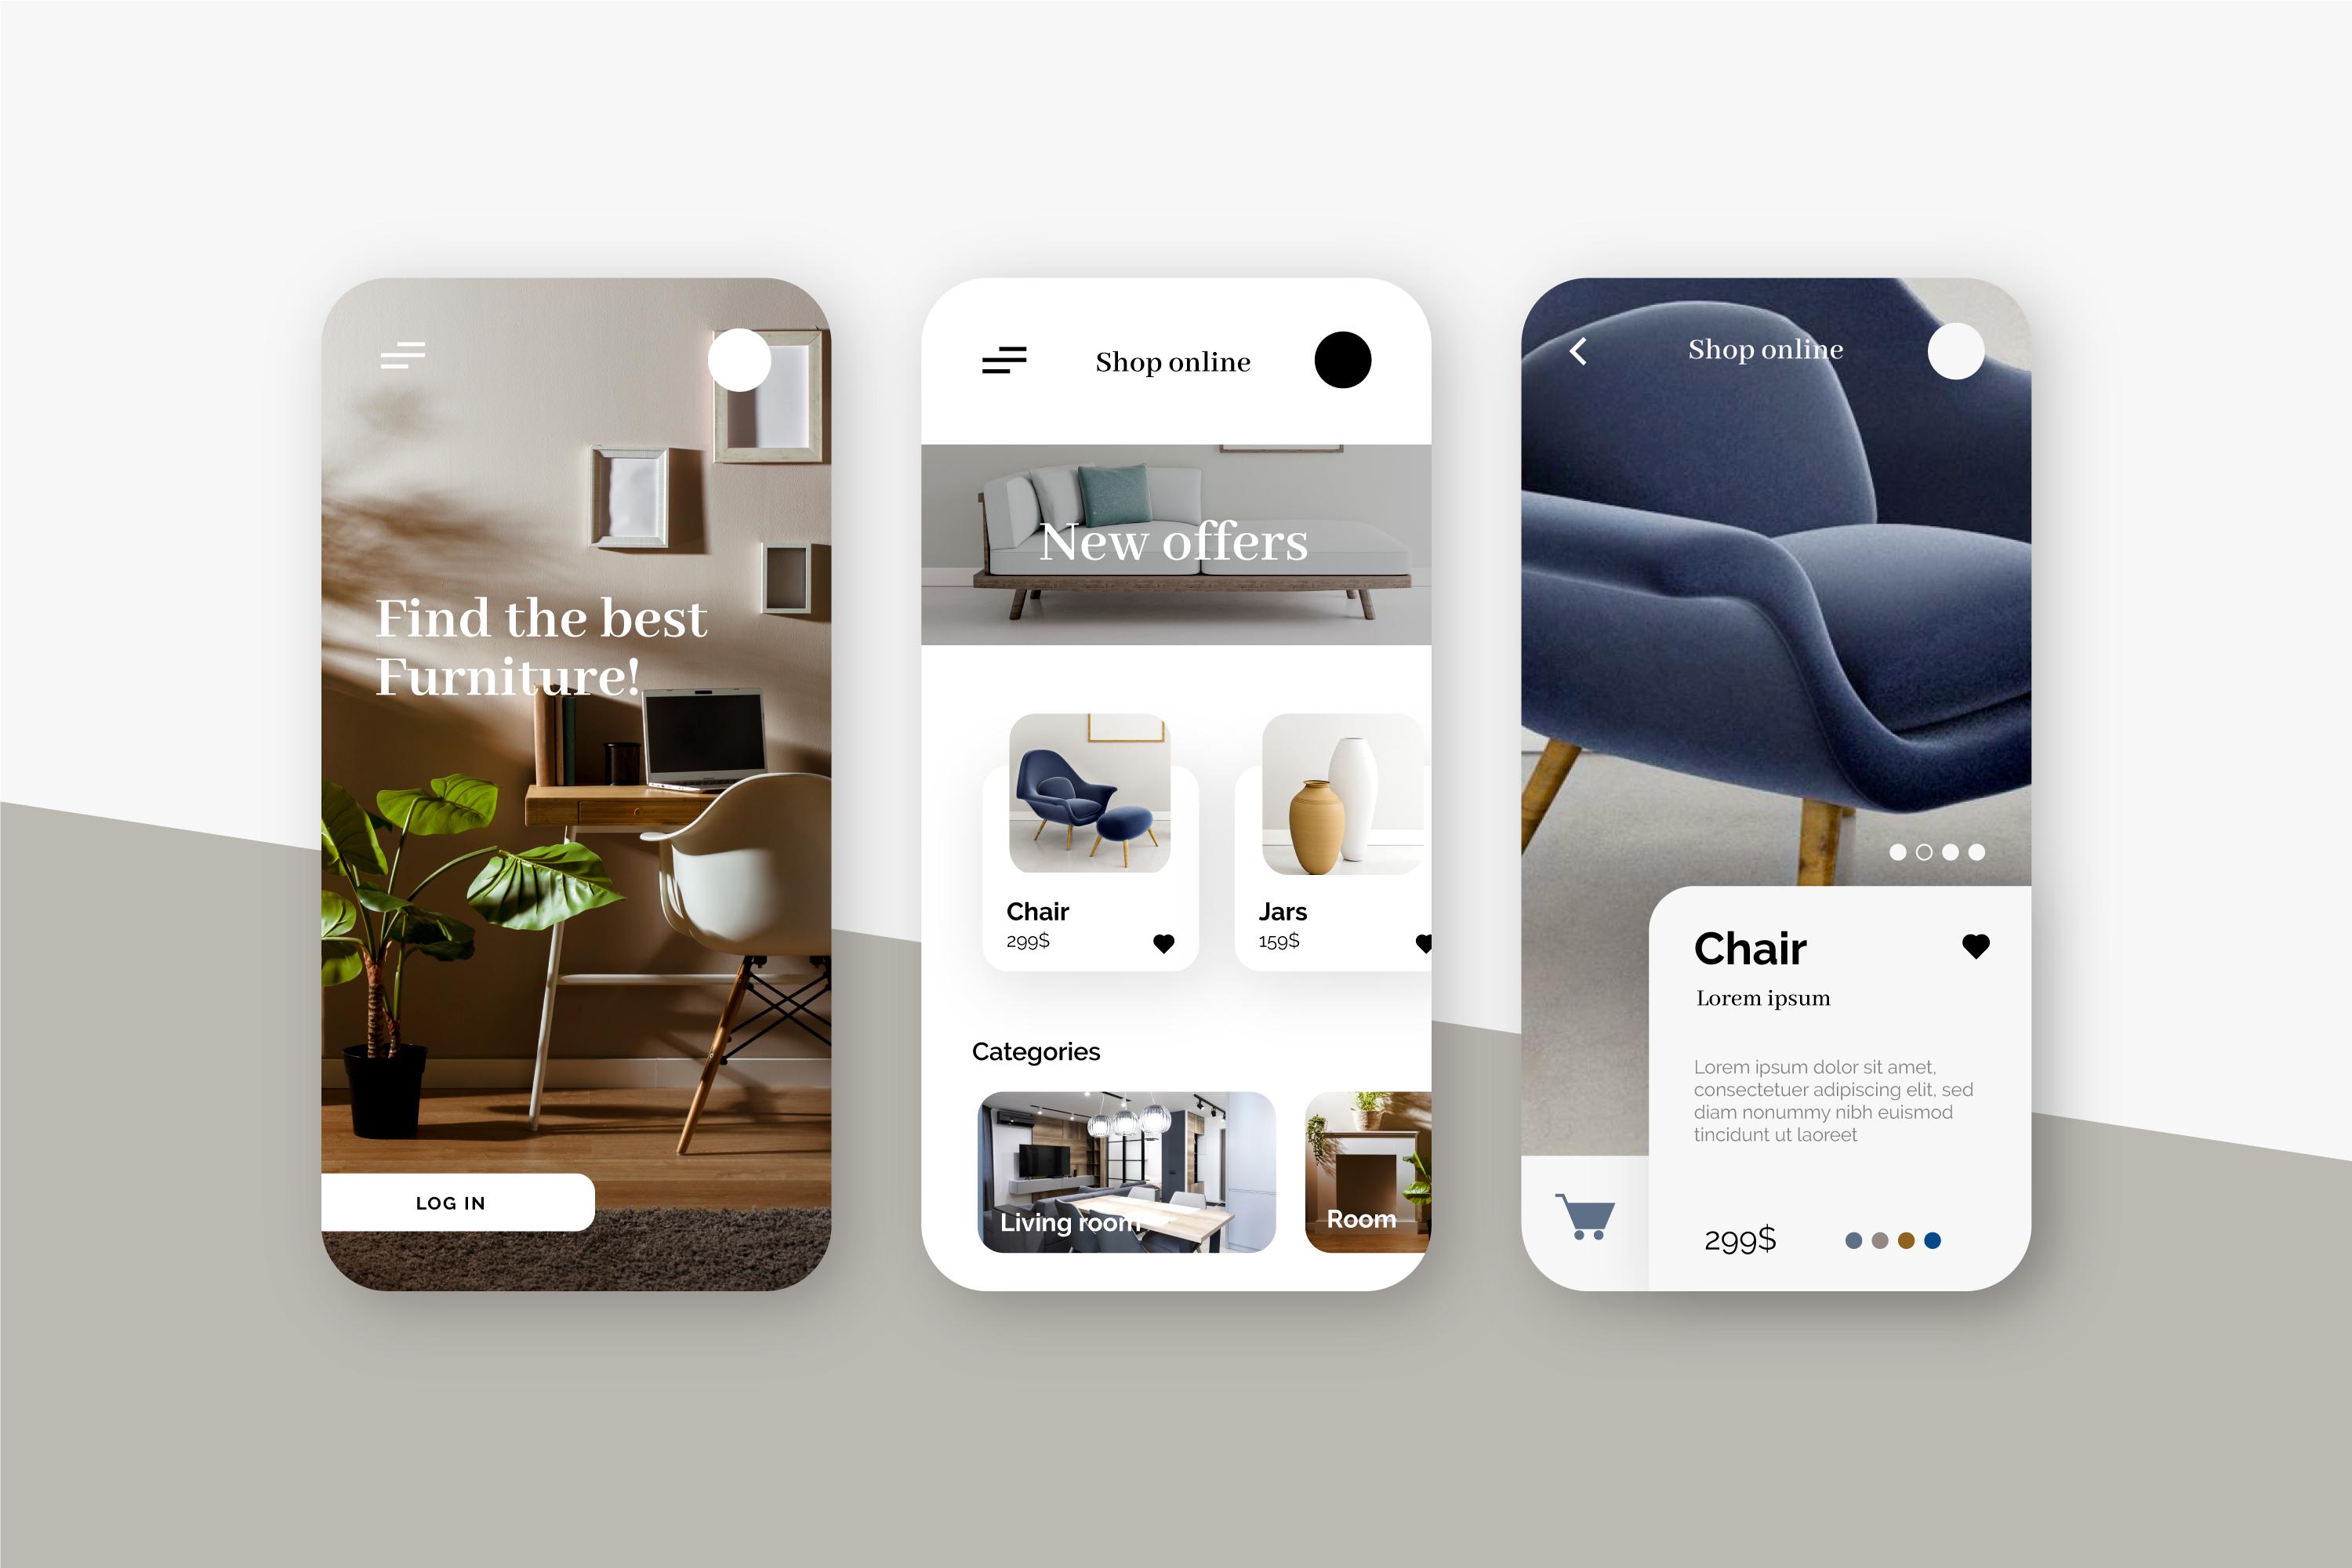 Find the best
Furniture!
LOG IN
Shop online
New offers
Chair
299$
Jars
159$
Categories
Living room
Room
Shop online
Chair
Lorem ipsum
Lorem ipsum dolor sit amet,
consectetuer adipiscing elit, sed
diam nonummy nibh euismod
tincidunt ut laoreet
299$